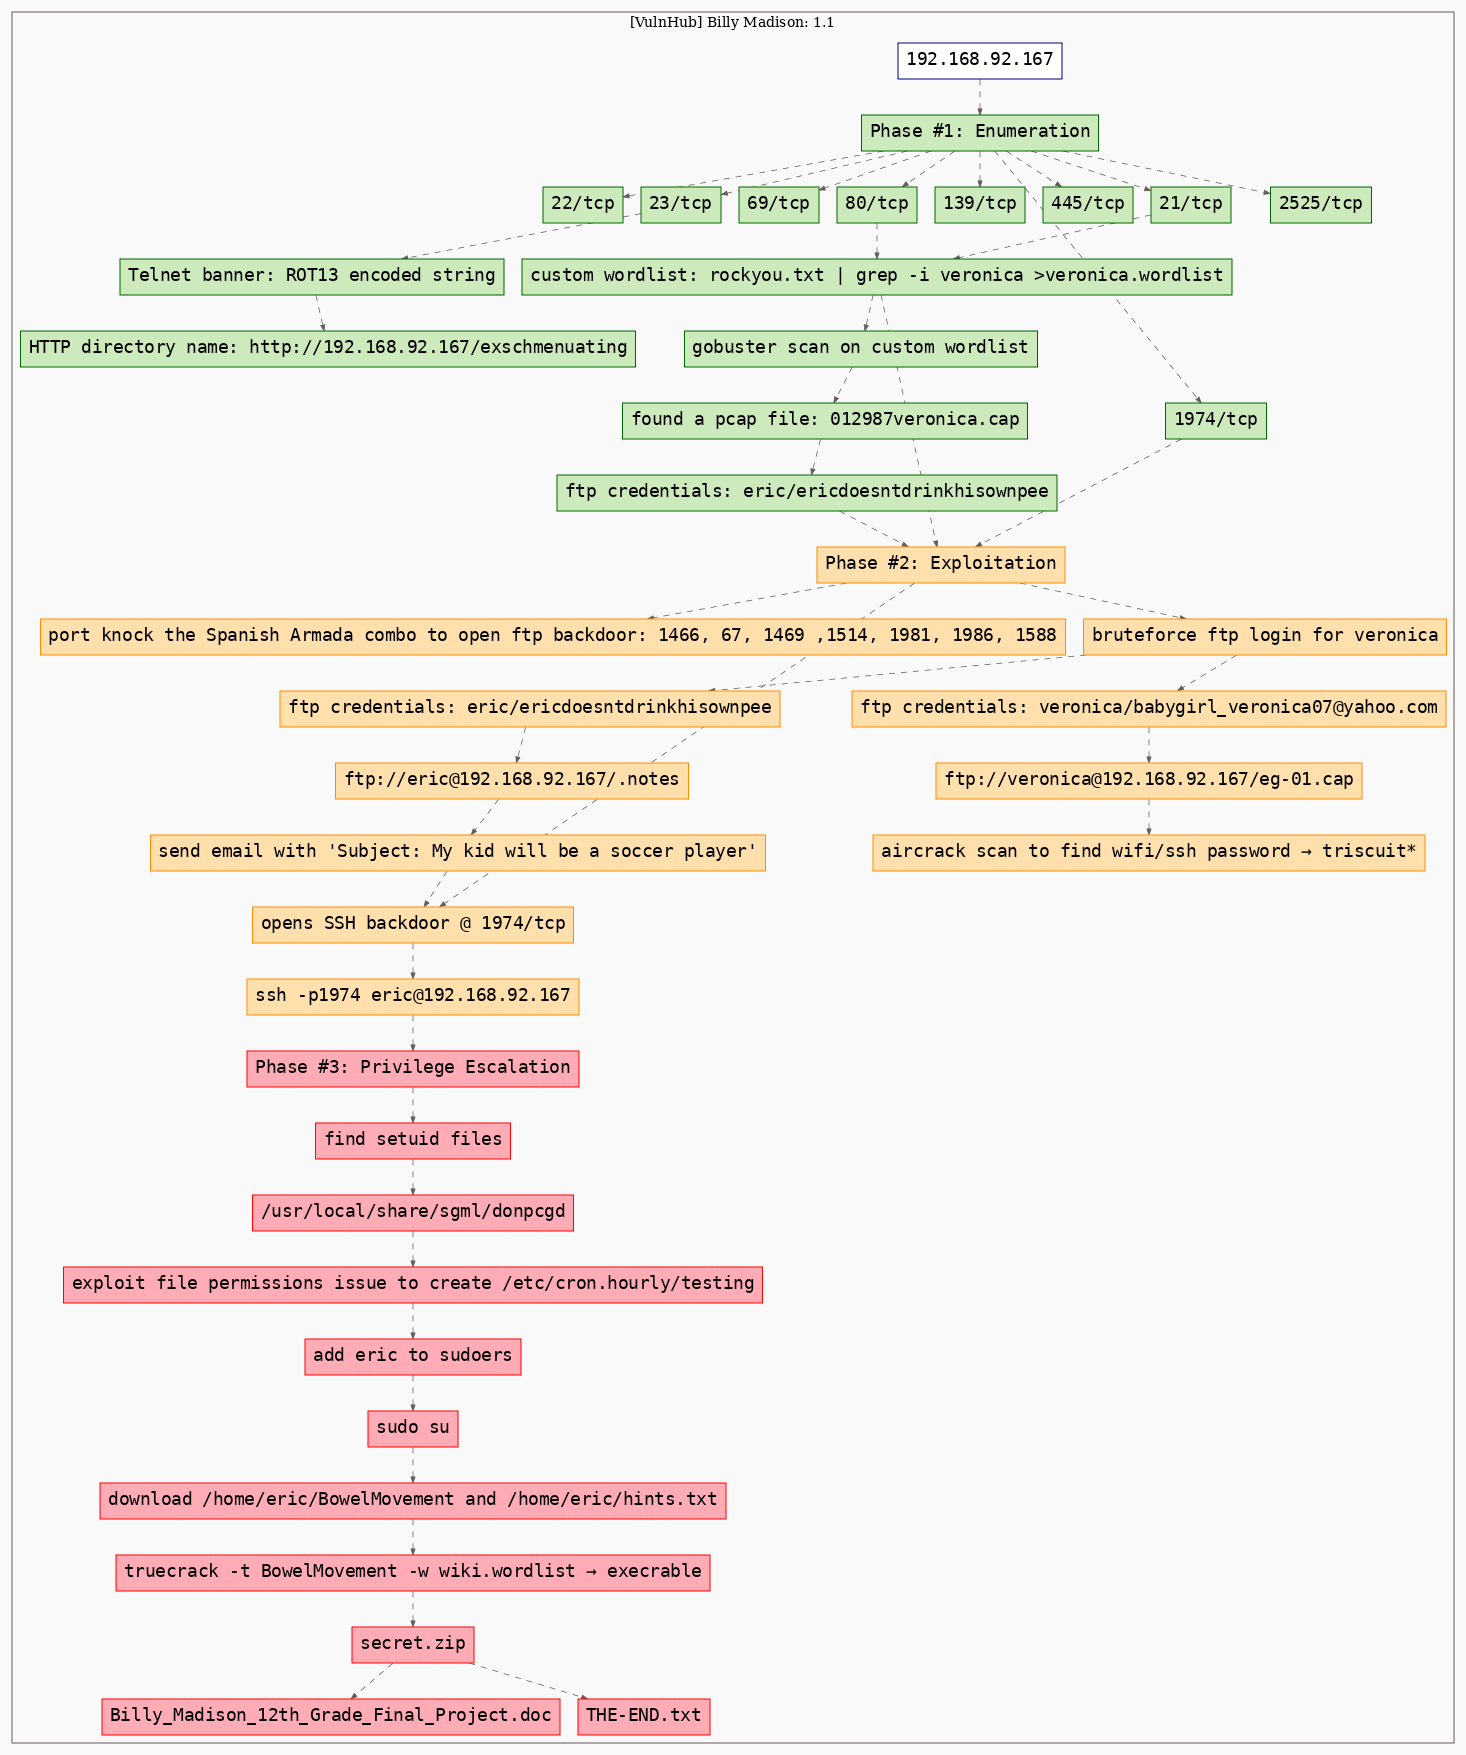 [VulnHub] Billy Madison: 1.1
192.168.92.167
Phase #1: Enumeration
22/tcp
23/tcp
69/tcp
80/tcp
139/tcp
445/tcp
21/tcp
2525/tcp
Telnet banner: ROT13 encoded string
custom wordlist: rockyou.txt | grep -i veronica >veronica.wordlist
HTTP directory name: http://192.168.92.167/exschmenuating
gobuster scan on custom wordlist
found a pcap file: 012987veronica.cap
1974/tcp
ftp credentials: eric/ericdoesntdrinkhisownpee
Phase #2: Exploitation
port knock the Spanish Armada combo to open ftp backdoor: 1466, 67, 1469 ,1514, 1981, 1986, 1588
bruteforce ftp login for veronica
ftp credentials: eric/ericdoesntdrinkhisownpee
ftp credentials: veronica/babygirl_veronica07@yahoo.com
ftp://eric@192.168.92.167/.notes
ftp://veronica@192.168.92.167/eg-01.cap
send email with 'Subject: My kid will be a soccer player'
aircrack scan to find wifi/ssh password → triscuit*
opens SSH backdoor @ 1974/tcp
ssh -p1974 eric@192.168.92.167
Phase #3: Privilege Escalation
find setuid files
/usr/local/share/sgml/donpcgd
exploit file permissions issue to create /etc/cron.hourly/testing
add eric to sudoers
sudo su
download /home/eric/BowelMovement and /home/eric/hints.txt
truecrack -t BowelMovement -w wiki.wordlist → execrable
secret.zip
Billy_Madison_12th_Grade_Final_Project.doc
THE-END.txt